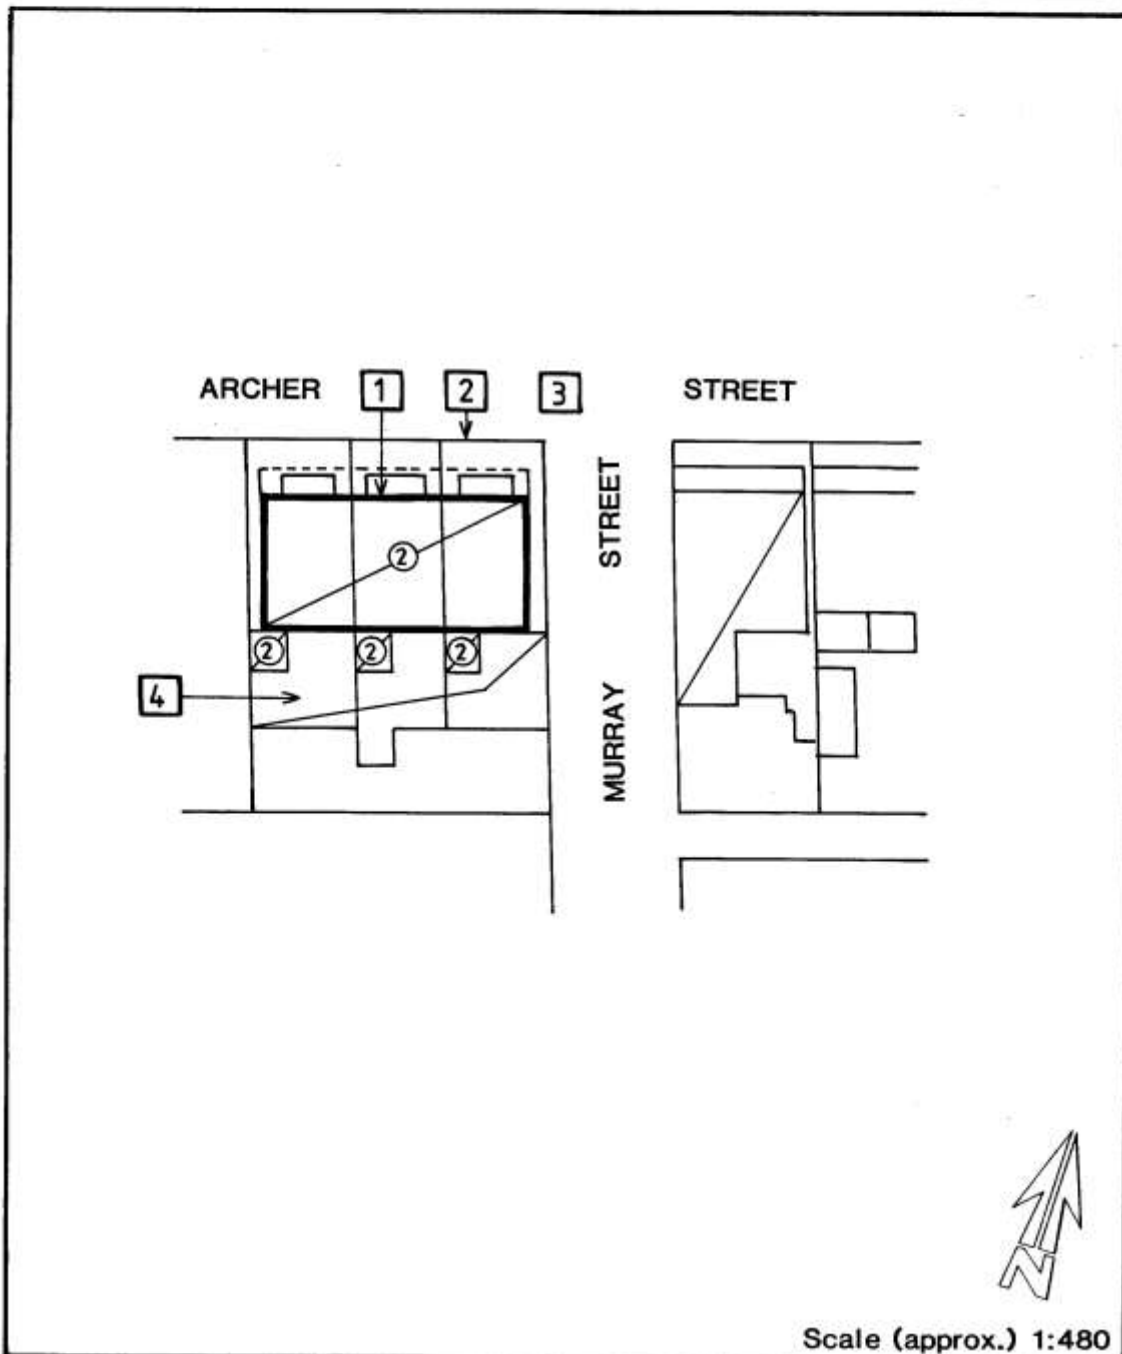 ARCHER 1 2 3 STREET
STREET
2
2 2 2
4
MURRAY
N
Scale (approx.) 1:480